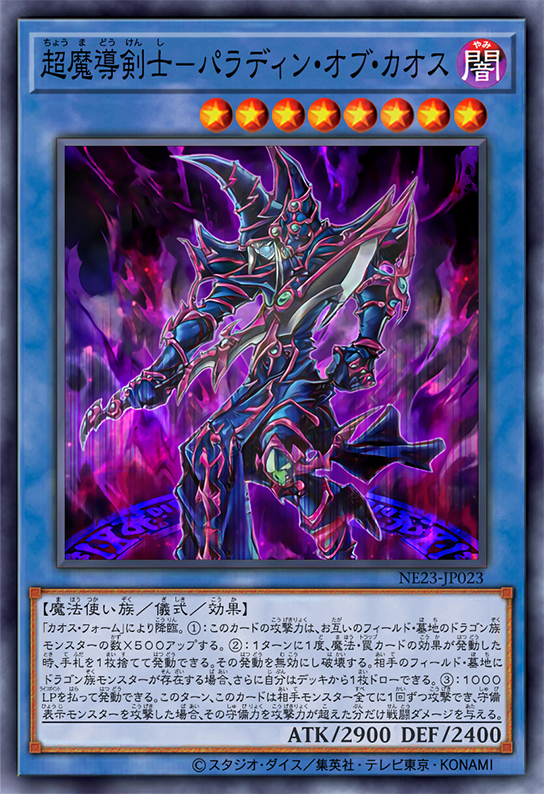 超魔導剣士－パラディン・オブ・カオス
闇
NE23-JP023
【魔法使い族／儀式／効果】
「カオス・フォーム」により降臨。①：このカードの攻撃力は、お互いのフィールド・墓地のドラゴン族
モンスターの数×500アップする。②：1ターンに1度、魔法・罠カードの効果が発動した
時、手札を1枚捨てて発動できる。その発動を無効にし破壊する。相手のフィールド・墓地に
ドラゴン族モンスターが存在する場合、さらに自分はデッキから1枚ドローできる。③：1000
LPを払って発動できる。このターン、このカードは相手モンスター全てに1回ずつ攻撃でき、守備
表示モンスターを攻撃した場合、その守備力を攻撃力が超えた分だけ戦闘ダメージを与える。
ATK/2900 DEF/2400
©スタジオ・ダイス／集英社・テレビ東京・KONAMI